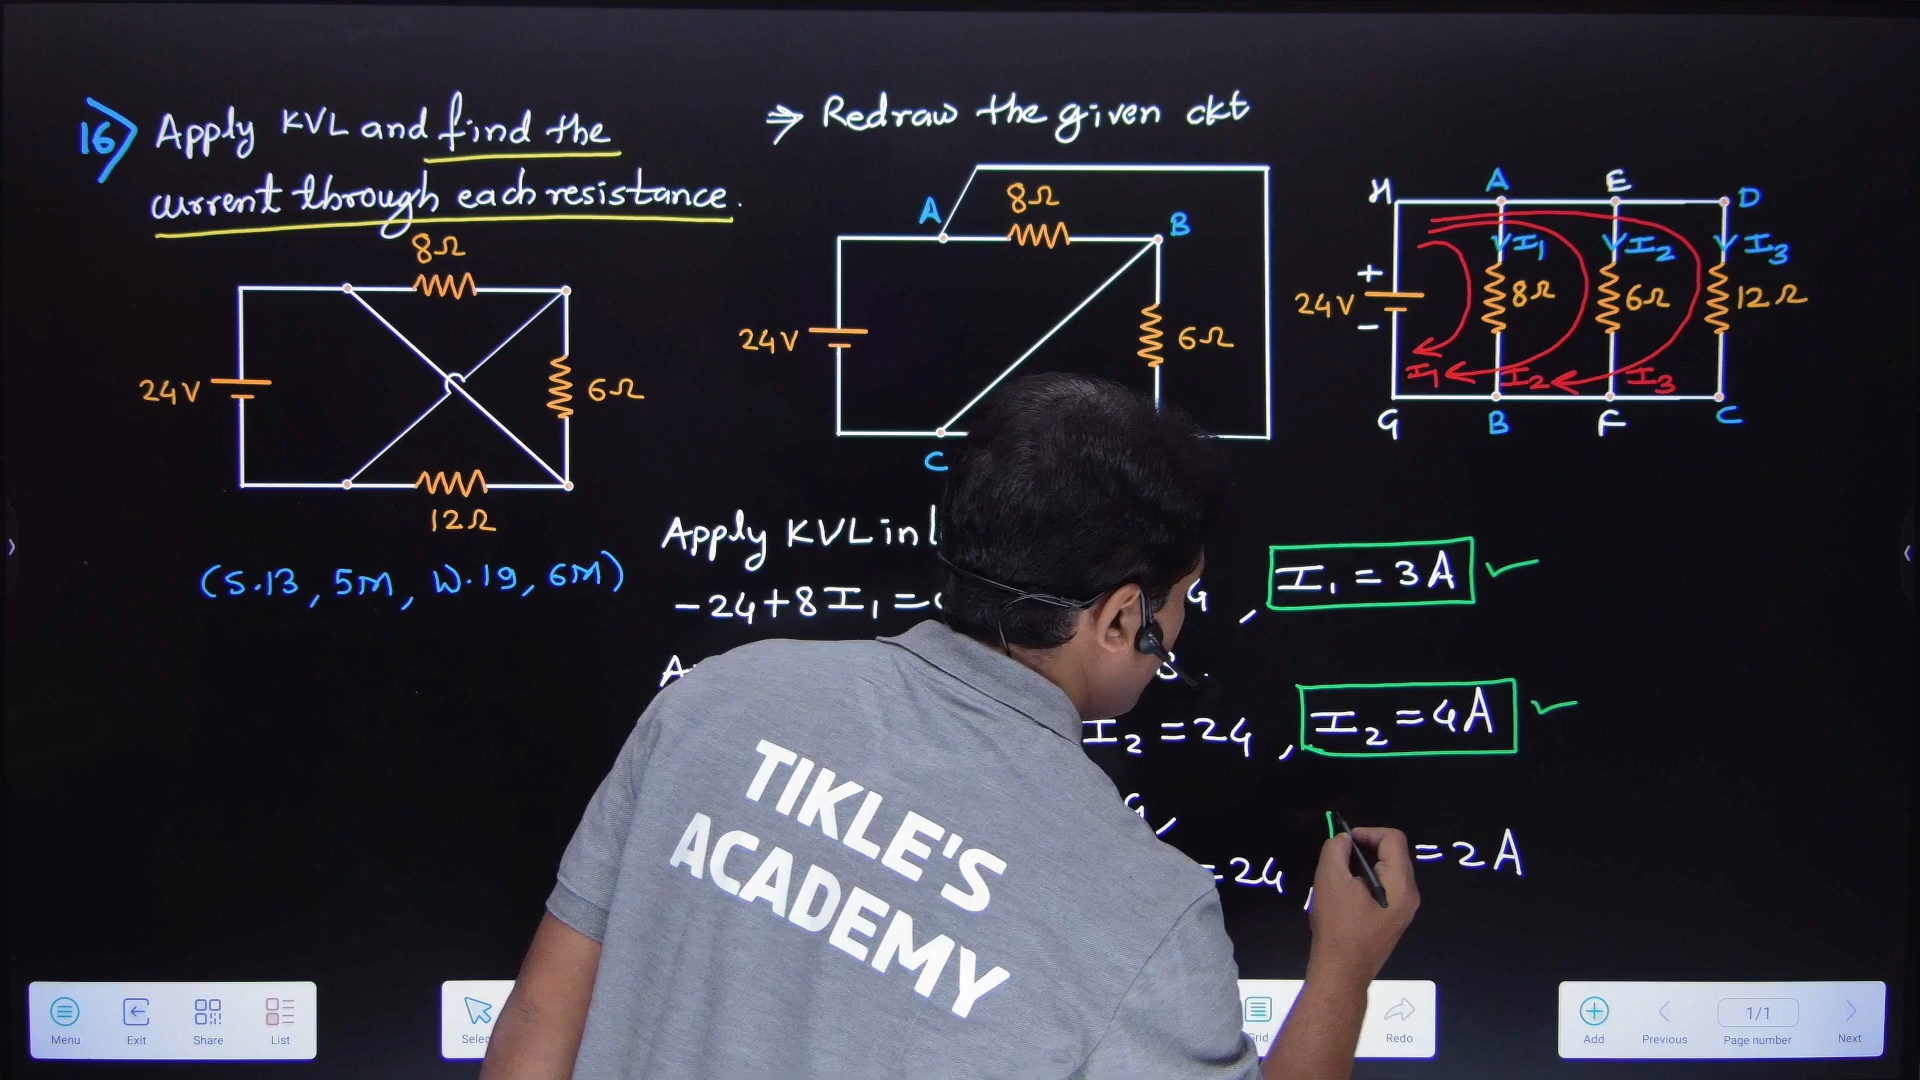 16) Apply KVL and find the
current through each resistance.
8Ω
24V
6Ω
12Ω
(S.13, 5M, W.19, 6M)
⇒ Redraw the given ckt
A
8Ω
B
24V
6Ω
C
H A E D
I₁ I₂ I₃
+
24V
8Ω 6Ω 12Ω
-
I₁ I₂ I₃
G B F C
Apply KVL in
-24+8I₁ =
, I₁ = 3A ✓
I₂ = 24 , I₂ = 4A ✓
= 24 , = 2A
TIKLE'S
ACADEMY
Menu Exit Share List
Redo
Add Previous 1/1 Page number Next